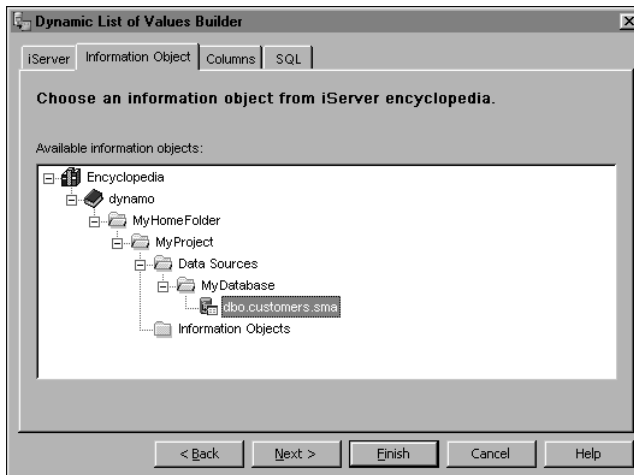 Dynamic List of Values Builder
iServer Information Object Columns SQL
Choose an information object from iServer encyclopedia.
Available information objects:
Encyclopedia
dynamo
MyHomeFolder
MyProject
Data Sources
MyDatabase
dbo.customers.sma
Information Objects
< Back Next > Finish Cancel Help